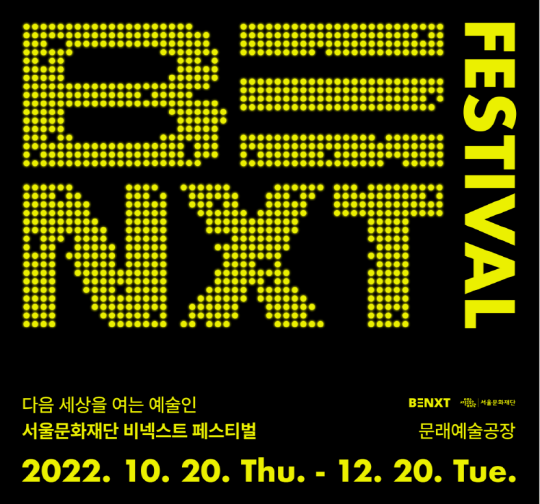 BE
NXT
FESTIVAL
다음 세상을 여는 예술인
서울문화재단 비넥스트 페스티벌
BENXT 서울문화재단
문래예술공장
2022. 10. 20. Thu. - 12. 20. Tue.